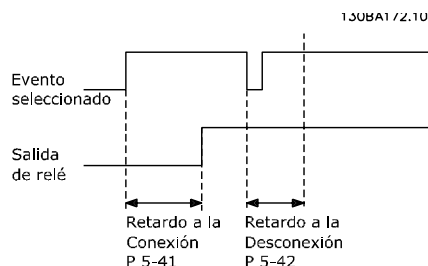 130BA172.10
Evento
seleccionado
Salida
de relé
Retardo a la
Conexión
P 5-41
Retardo a la
Desconexión
P 5-42